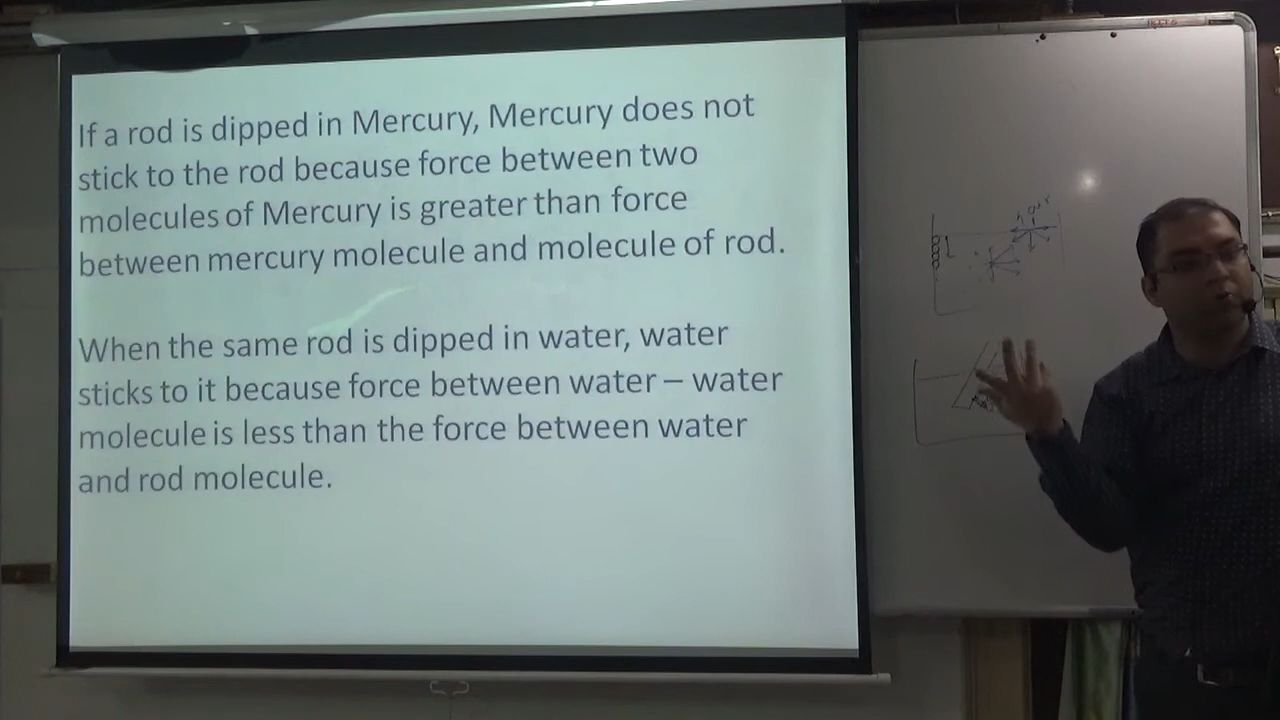 If a rod is dipped in Mercury, Mercury does not
stick to the rod because force between two
molecules of Mercury is greater than force
between mercury molecule and molecule of rod.
When the same rod is dipped in water, water
sticks to it because force between water – water
molecule is less than the force between water
and rod molecule.